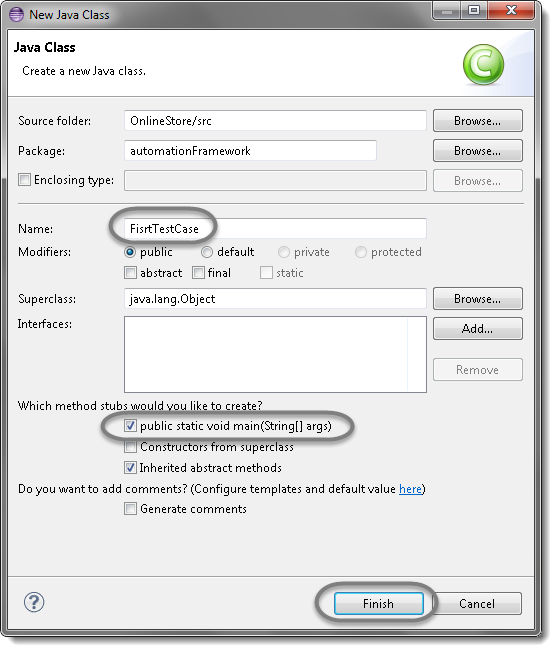 New Java Class
Java Class
Create a new Java class.
Source folder: OnlineStore/src Browse...
Package: automationFramework Browse...
Enclosing type: Browse...
Name: FisrtTestCase
Modifiers: public default private protected
abstract final static
Superclass: java.lang.Object Browse...
Interfaces: Add...
Remove
Which method stubs would you like to create?
public static void main(String[] args)
Constructors from superclass
Inherited abstract methods
Do you want to add comments? (Configure templates and default value here)
Generate comments
? Finish Cancel